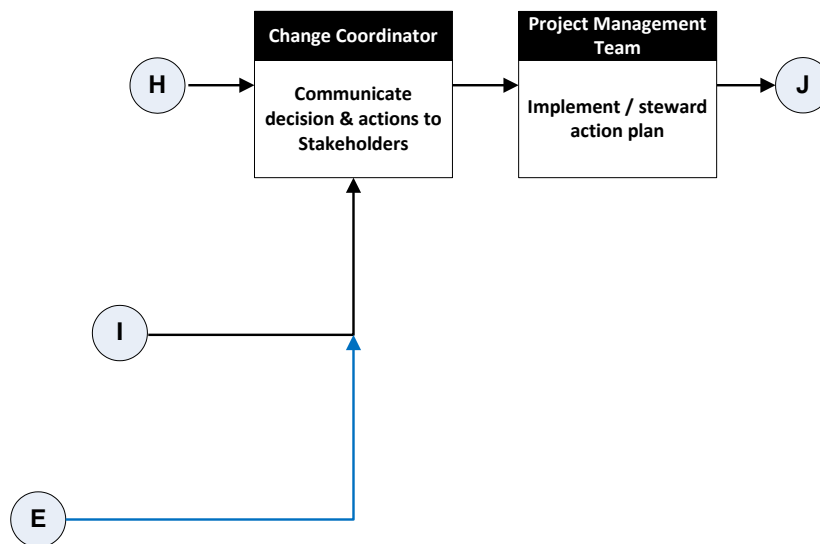 Change Coordinator
Project Management
Team
H
Communicate
decision & actions to
Stakeholders
Implement / steward
action plan
J
I
E